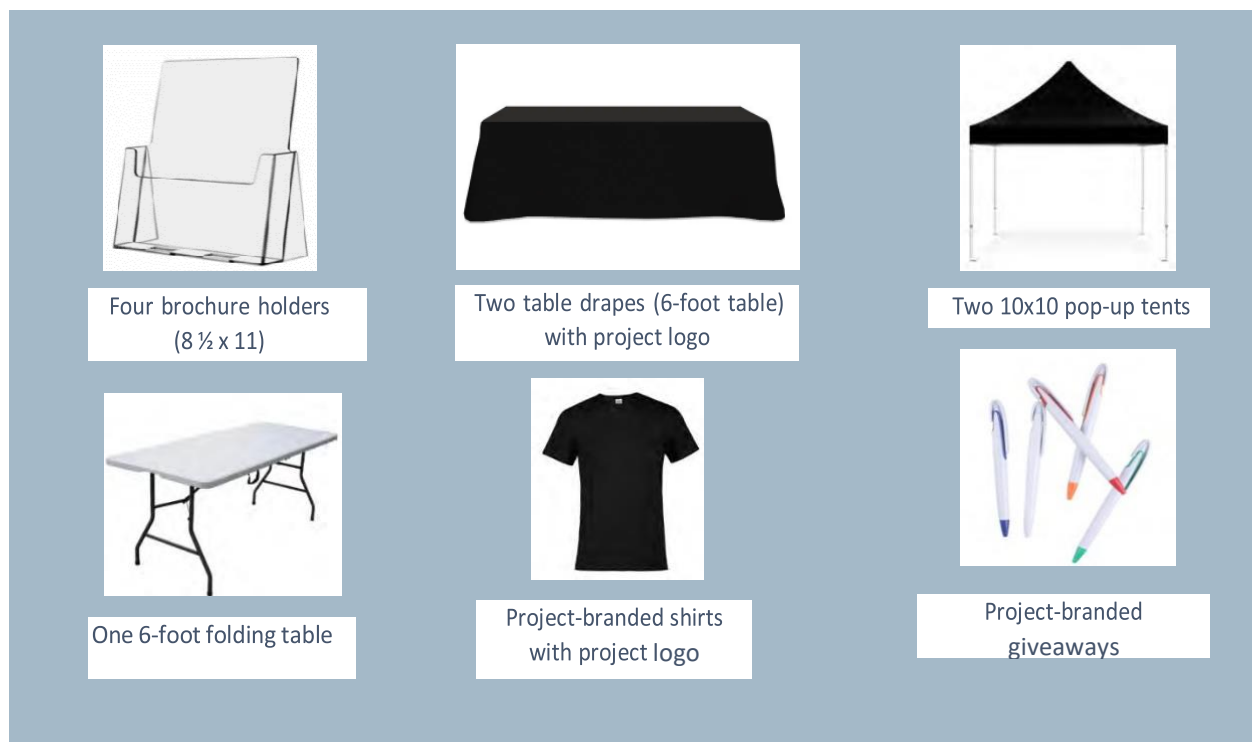 Four brochure holders
(8 ½ x 11)
Two table drapes (6-foot table)
with project logo
Two 10x10 pop-up tents
One 6-foot folding table
Project-branded shirts
with project logo
Project-branded
giveaways